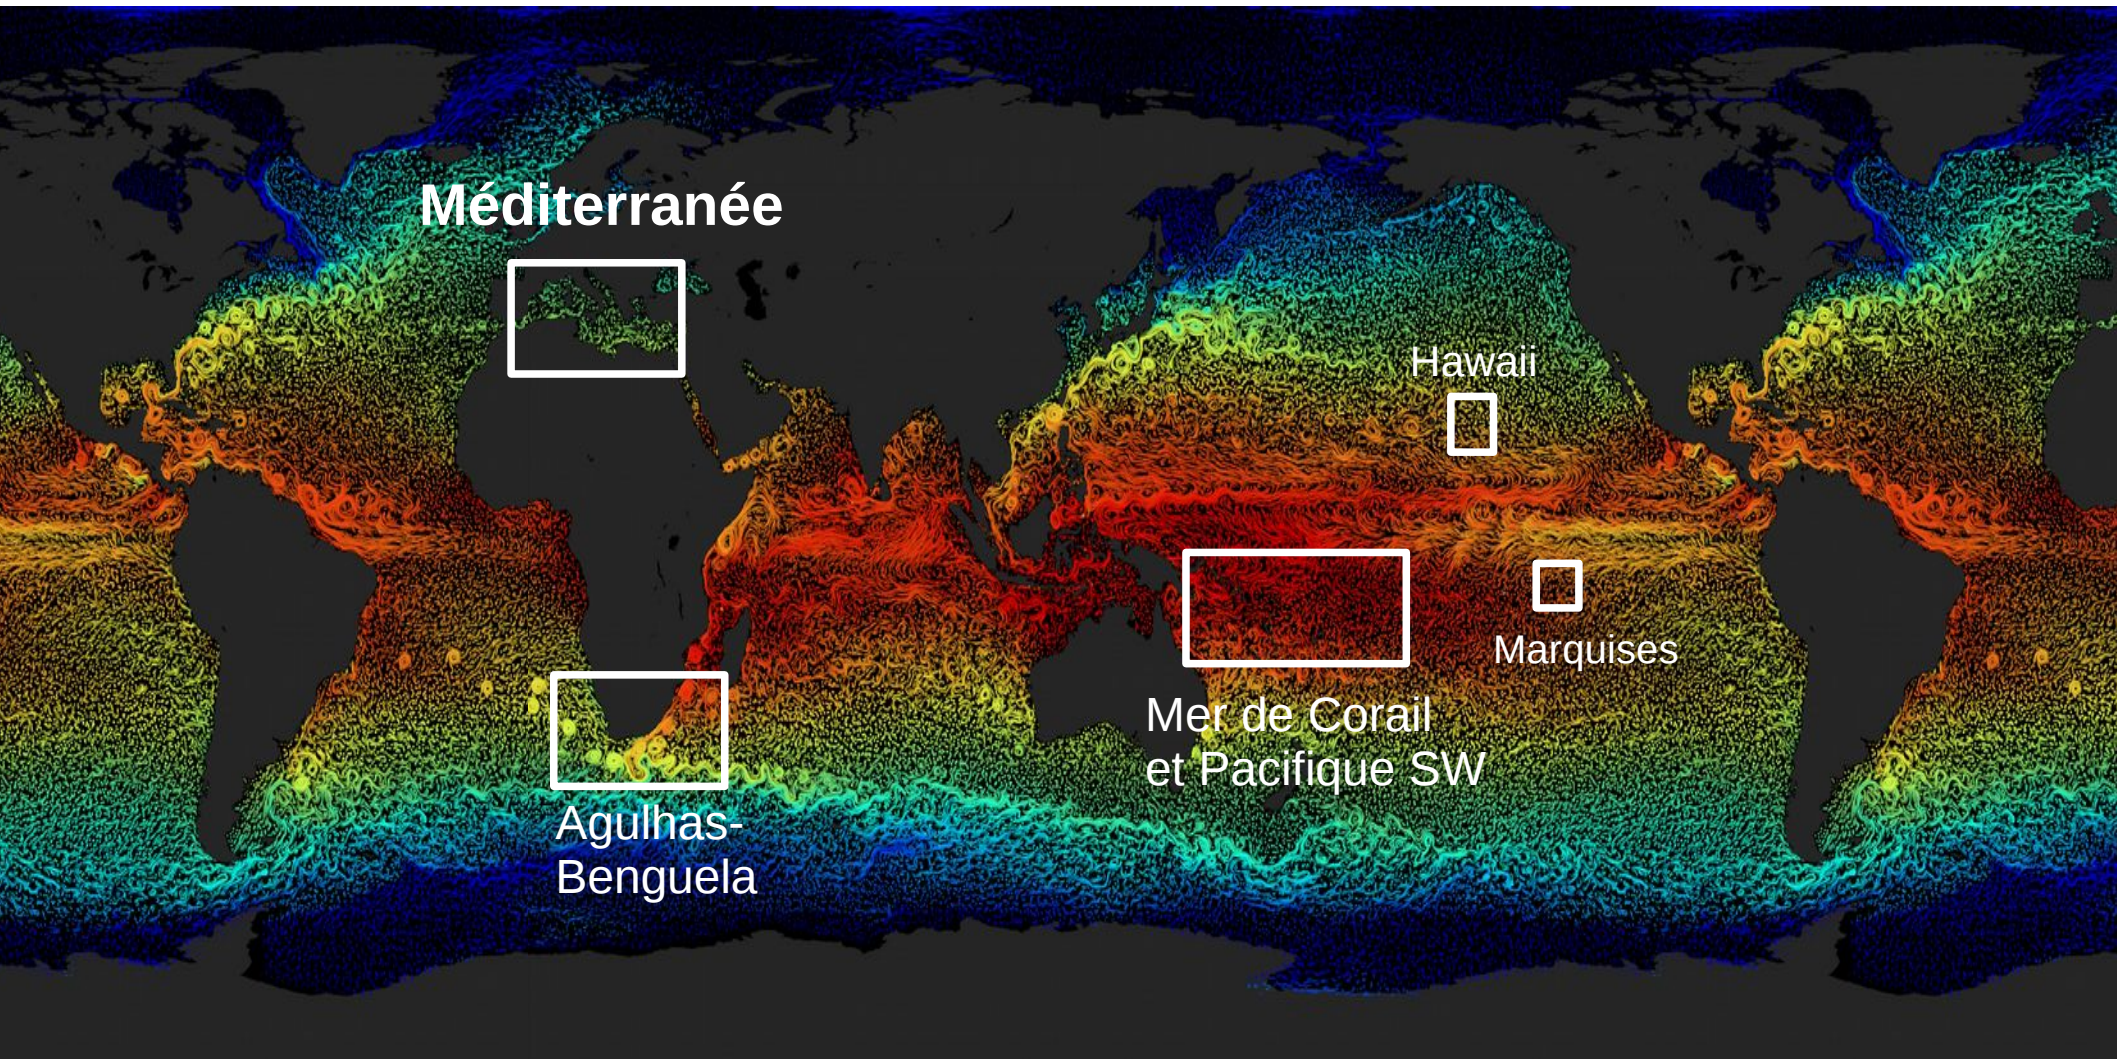 Méditerranée
Hawaii
Marquises
Mer de Corail
et Pacifique SW
Agulhas-
Benguela